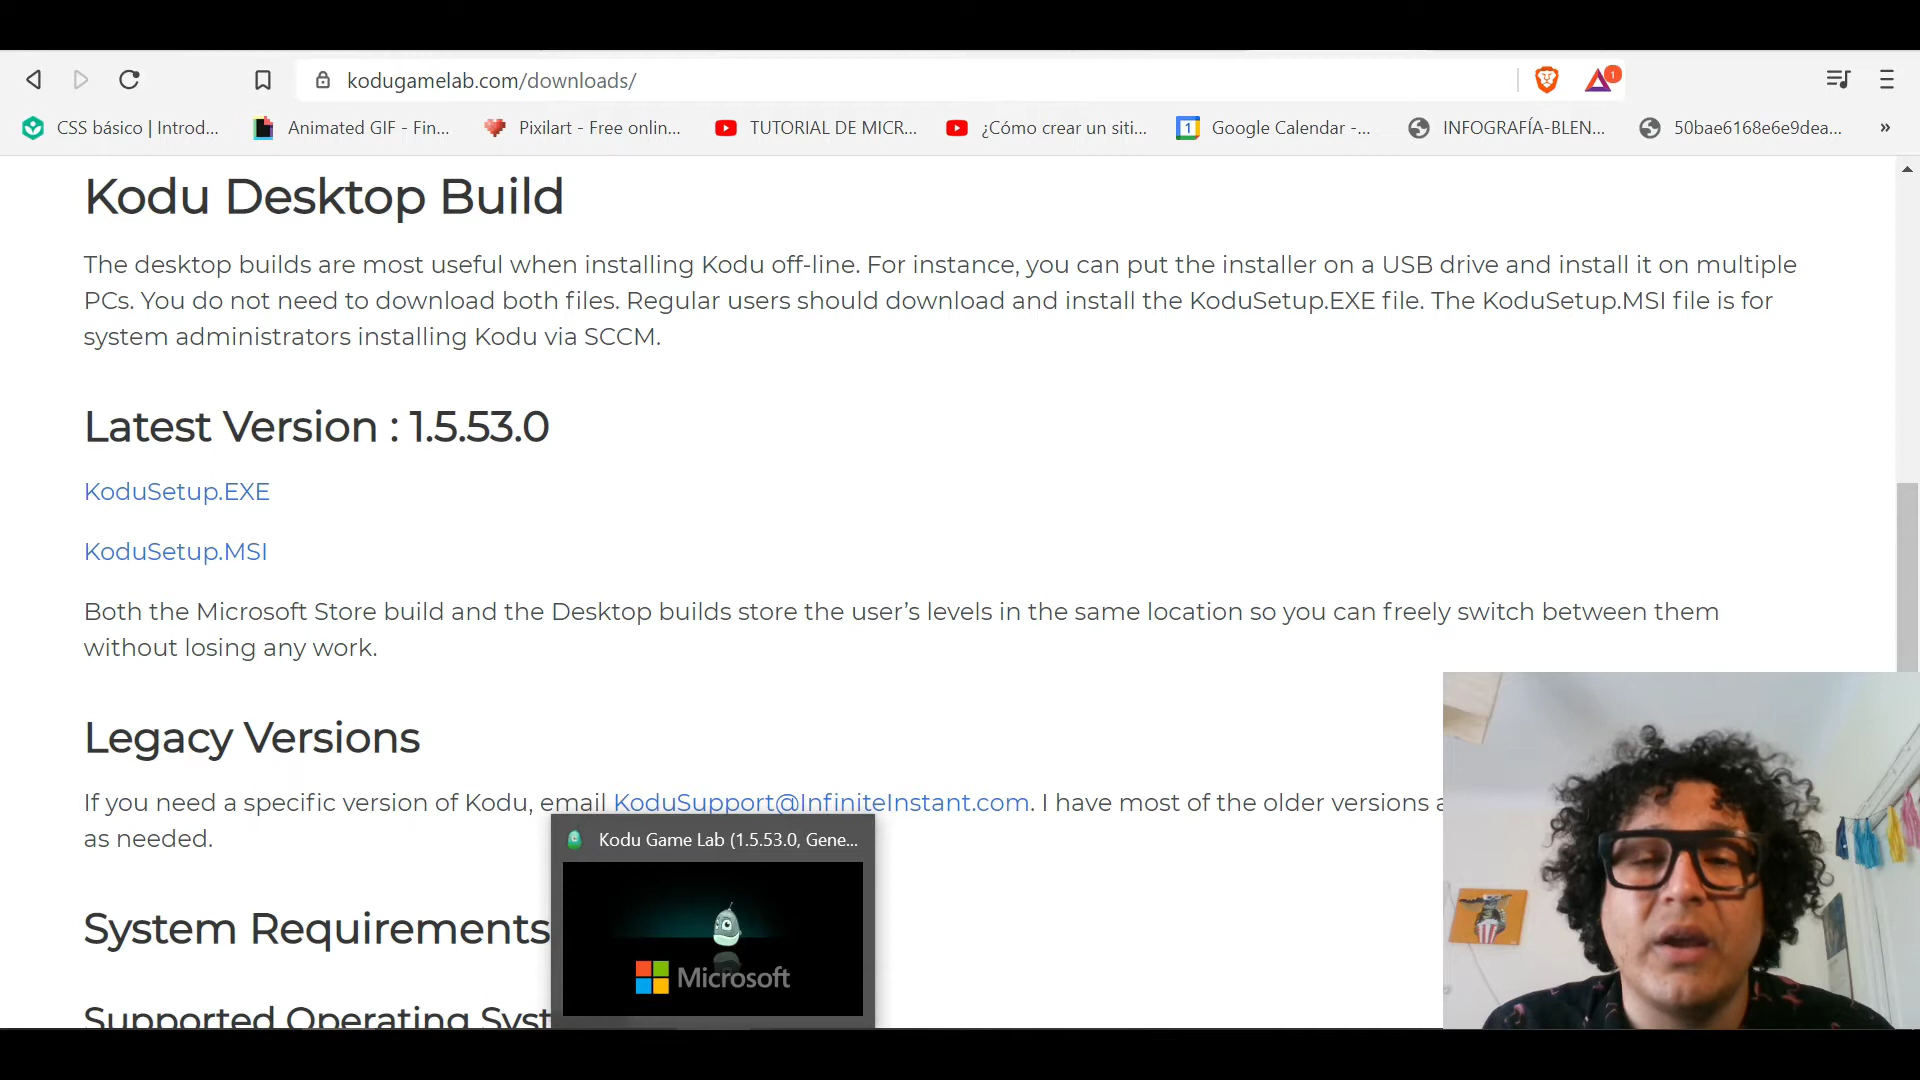 kodugamelab.com/downloads/
1
CSS básico | Introd...
Animated GIF - Fin...
Pixilart - Free onlin...
TUTORIAL DE MICR...
¿Cómo crear un siti...
1
Google Calendar -...
INFOGRAFÍA-BLEN...
50bae6168e6e9dea...
»
Kodu Desktop Build
The desktop builds are most useful when installing Kodu off-line. For instance, you can put the installer on a USB drive and install it on multiple
PCs. You do not need to download both files. Regular users should download and install the KoduSetup.EXE file. The KoduSetup.MSI file is for
system administrators installing Kodu via SCCM.
Latest Version : 1.5.53.0
KoduSetup.EXE
KoduSetup.MSI
Both the Microsoft Store build and the Desktop builds store the user’s levels in the same location so you can freely switch between them
without losing any work.
Legacy Versions
If you need a specific version of Kodu, email KoduSupport@InfiniteInstant.com. I have most of the older versions
as needed.
Kodu Game Lab (1.5.53.0, Gene...
Microsoft
System Requirements
Supported Operating Syst